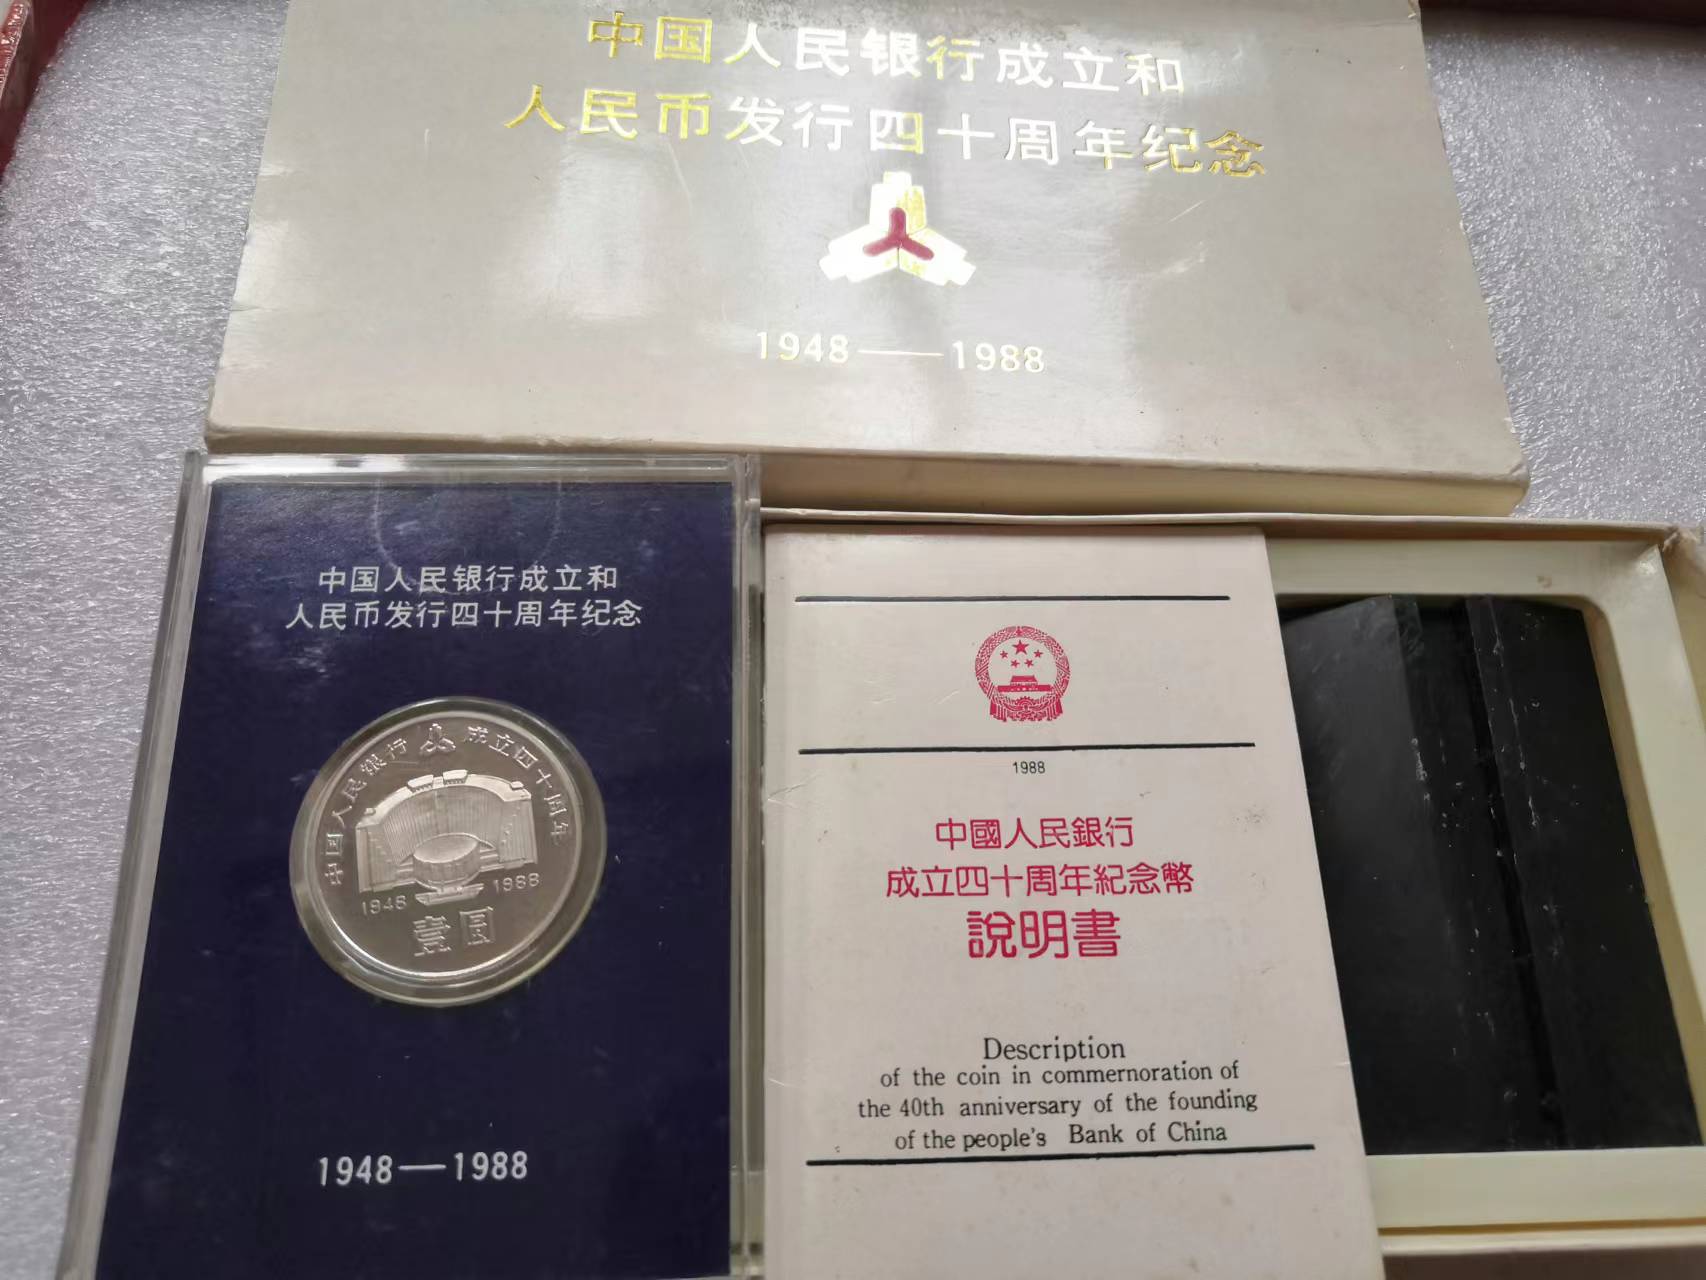 中国人民银行成立和
人民币发行四十周年纪念
1948——1988
中国人民银行成立和
人民币发行四十周年纪念
中国人民银行 成立四十周年
1948 1988
壹圆
1948—1988
1988
中國人民銀行
成立四十周年紀念幣
說明書
Description
of the coin in commernoration of
the 40th anniversary of the founding
of the people's Bank of China